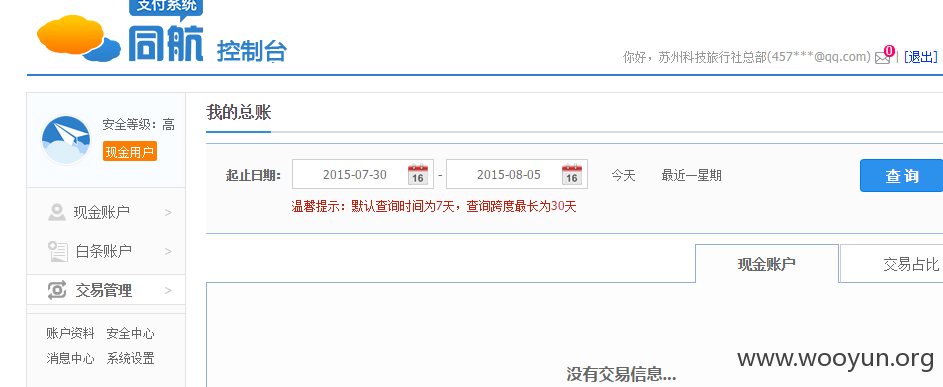 支付系统
同航 控制台
你好，苏州科技旅行社总部(457***@qq.com) 0 | [退出]
安全等级：高
现金用户
现金账户 >
白条账户 >
交易管理 >
账户资料 安全中心
消息中心 系统设置
我的总账
起止日期： 2015-07-30 16 - 2015-08-05 16 今天 最近一星期 查 询
温馨提示：默认查询时间为7天，查询跨度最长为30天
现金账户 交易占比
没有交易信息...
www.wooyun.org